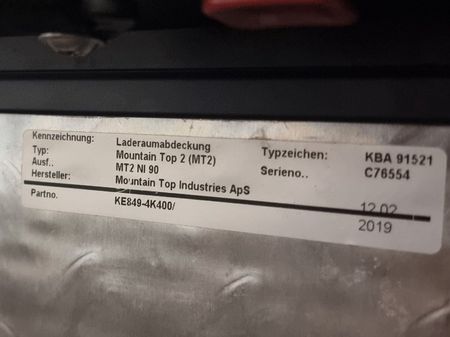 Kennzeichnung: Laderaumabdeckung
Typ: Mountain Top 2 (MT2) Typzeichen: KBA 91521
Ausf.. MT2 NI 90 Serieno.: C76554
Hersteller: Mountain Top Industries ApS
Partno. KE849-4K400/ 12.02
2019